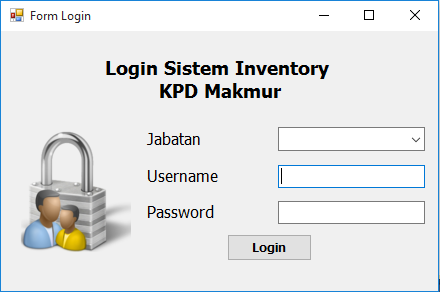 Form Login
Login Sistem Inventory
KPD Makmur
Jabatan
Username
Password
Login